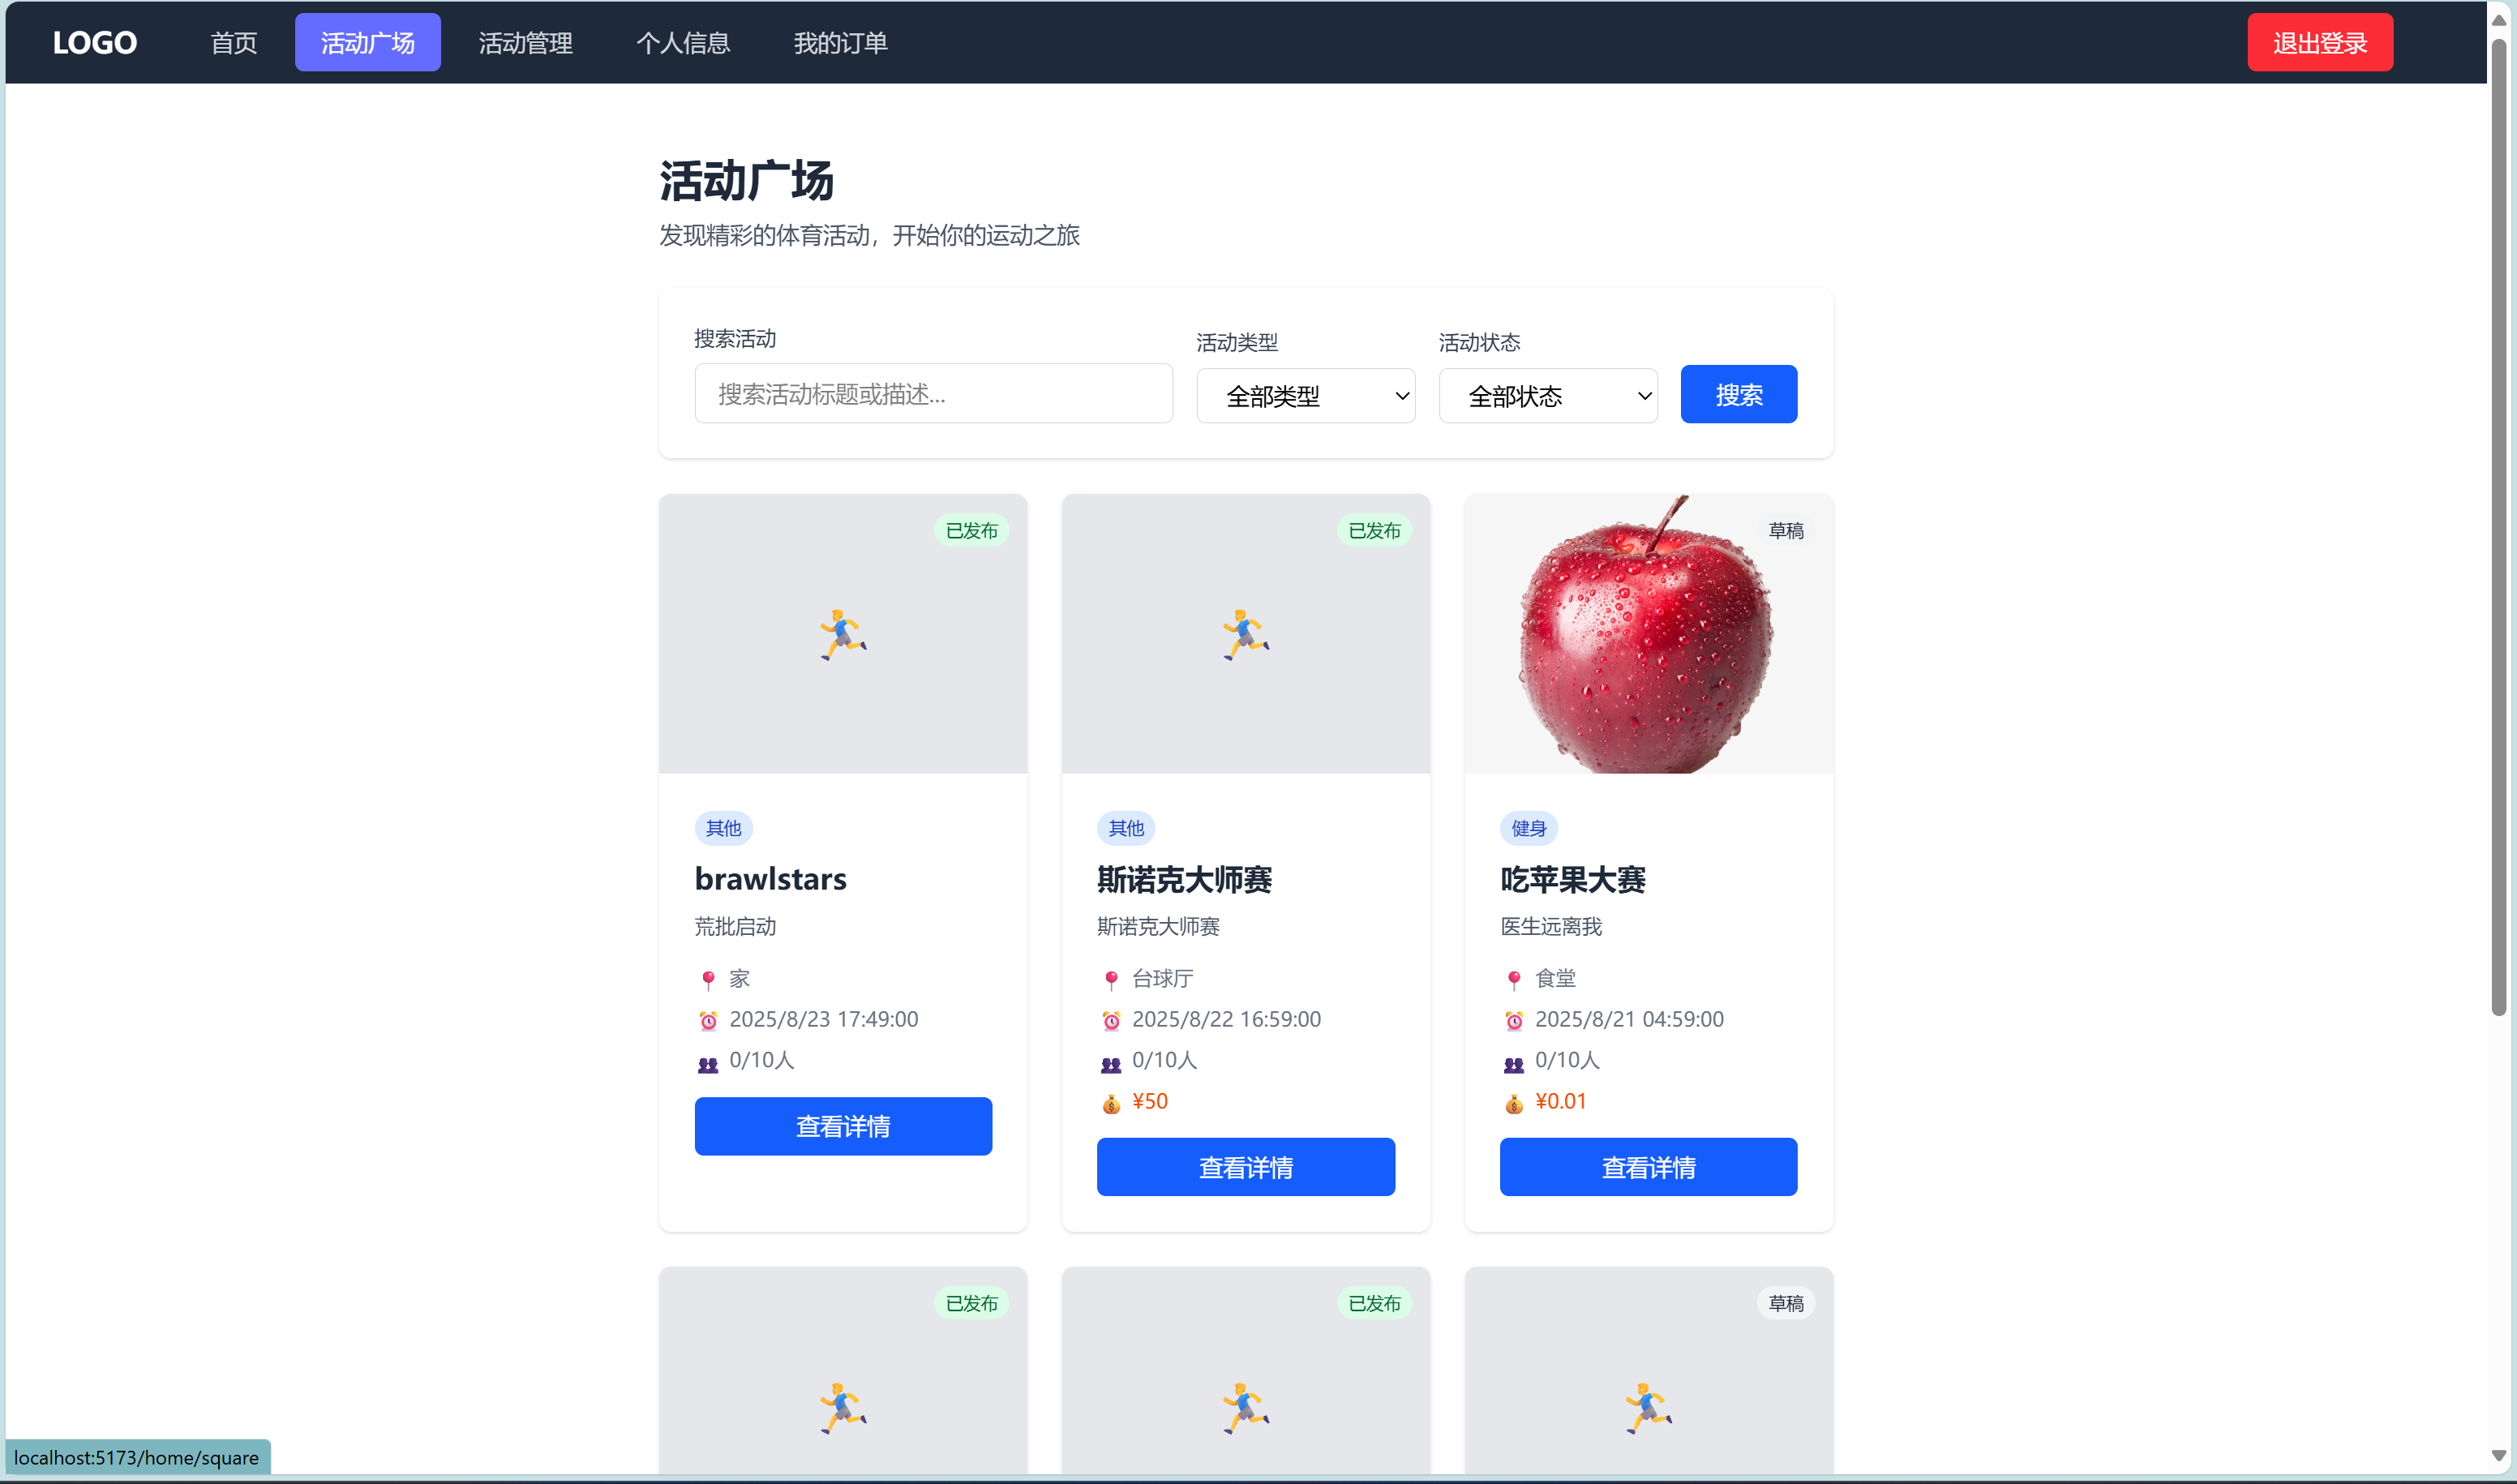 LOGO 首页 活动广场 活动管理 个人信息 我的订单 退出登录
活动广场
发现精彩的体育活动，开始你的运动之旅
搜索活动 活动类型 活动状态
搜索活动标题或描述... 全部类型 全部状态 搜索
已发布 已发布 草稿
其他 其他 健身
brawlstars 斯诺克大师赛 吃苹果大赛
荒批启动 斯诺克大师赛 医生远离我
家 台球厅 食堂
2025/8/23 17:49:00 2025/8/22 16:59:00 2025/8/21 04:59:00
0/10人 0/10人 0/10人
¥50 ¥0.01
查看详情 查看详情 查看详情
已发布 已发布 草稿
localhost:5173/home/square